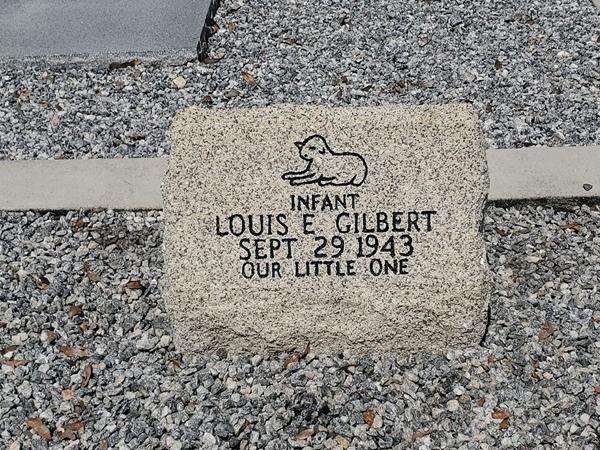 INFANT
LOUIS E GILBERT
SEPT 29 1943
OUR LITTLE ONE